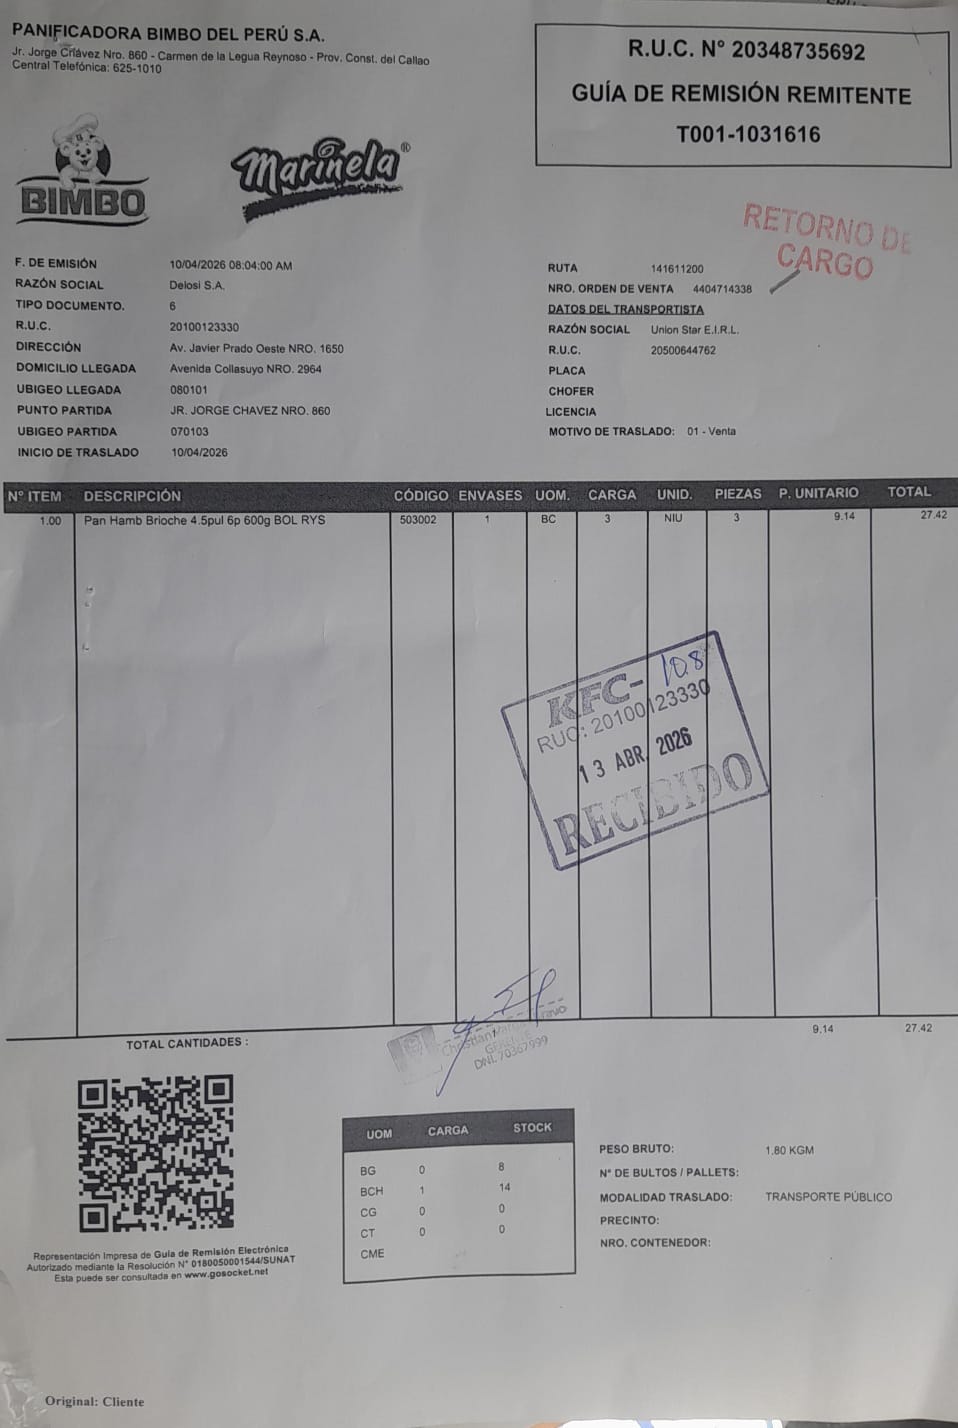 PANIFICADORA BIMBO DEL PERÚ S.A.
Jr. Jorge Chávez Nro. 860 - Carmen de la Legua Reynoso - Prov. Const. del Callao
Central Telefónica: 625-1010
R.U.C. N° 20348735692
GUÍA DE REMISIÓN REMITENTE
T001-1031616
BIMBO
Marinela®
RETORNO DE
CARGO
F. DE EMISIÓN 10/04/2026 08:04:00 AM
RAZÓN SOCIAL Delosi S.A.
TIPO DOCUMENTO. 6
R.U.C. 20100123330
DIRECCIÓN Av. Javier Prado Oeste NRO. 1650
DOMICILIO LLEGADA Avenida Collasuyo NRO. 2964
UBIGEO LLEGADA 080101
PUNTO PARTIDA JR. JORGE CHAVEZ NRO. 860
UBIGEO PARTIDA 070103
INICIO DE TRASLADO 10/04/2026
RUTA 141611200
NRO. ORDEN DE VENTA 4404714338
DATOS DEL TRANSPORTISTA
RAZÓN SOCIAL Union Star E.I.R.L.
R.U.C. 20500644762
PLACA
CHOFER
LICENCIA
MOTIVO DE TRASLADO: 01 - Venta
N° ITEM DESCRIPCIÓN CÓDIGO ENVASES UOM. CARGA UNID. PIEZAS P. UNITARIO TOTAL
1.00 Pan Hamb Brioche 4.5pul 6p 600g BOL RYS 503002 1 BC 3 NIU 3 9.14 27.42
KFC- 108
RUC: 20100123330
13 ABR. 2026
RECIBIDO
9.14 27.42
TOTAL CANTIDADES :
Christian
DNI. 70367999
UOM CARGA STOCK
BG 0 8
BCH 1 14
CG 0 0
CT 0 0
CME
PESO BRUTO: 1.80 KGM
N° DE BULTOS / PALLETS:
MODALIDAD TRASLADO: TRANSPORTE PÚBLICO
PRECINTO:
NRO. CONTENEDOR:
Representación Impresa de Guía de Remisión Electrónica
Autorizado mediante la Resolución N° 0180050001544/SUNAT
Esta puede ser consultada en www.gosocket.net
Original: Cliente